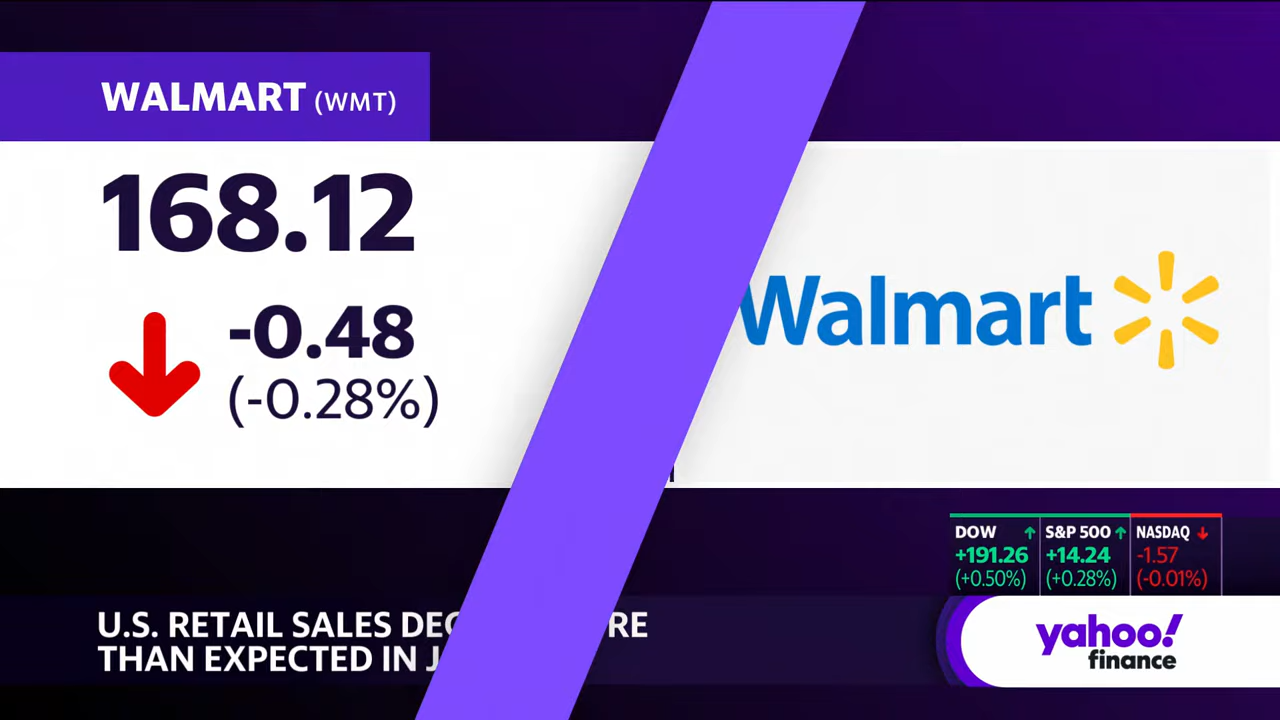 WALMART (WMT)
168.12
-0.48
(-0.28%)
Walmart
DOW
+191.26
(+0.50%)
S&P 500
+14.24
(+0.28%)
NASDAQ
-1.57
(-0.01%)
U.S. RETAIL SALES
THAN EXPECTED IN
yahoo!
finance